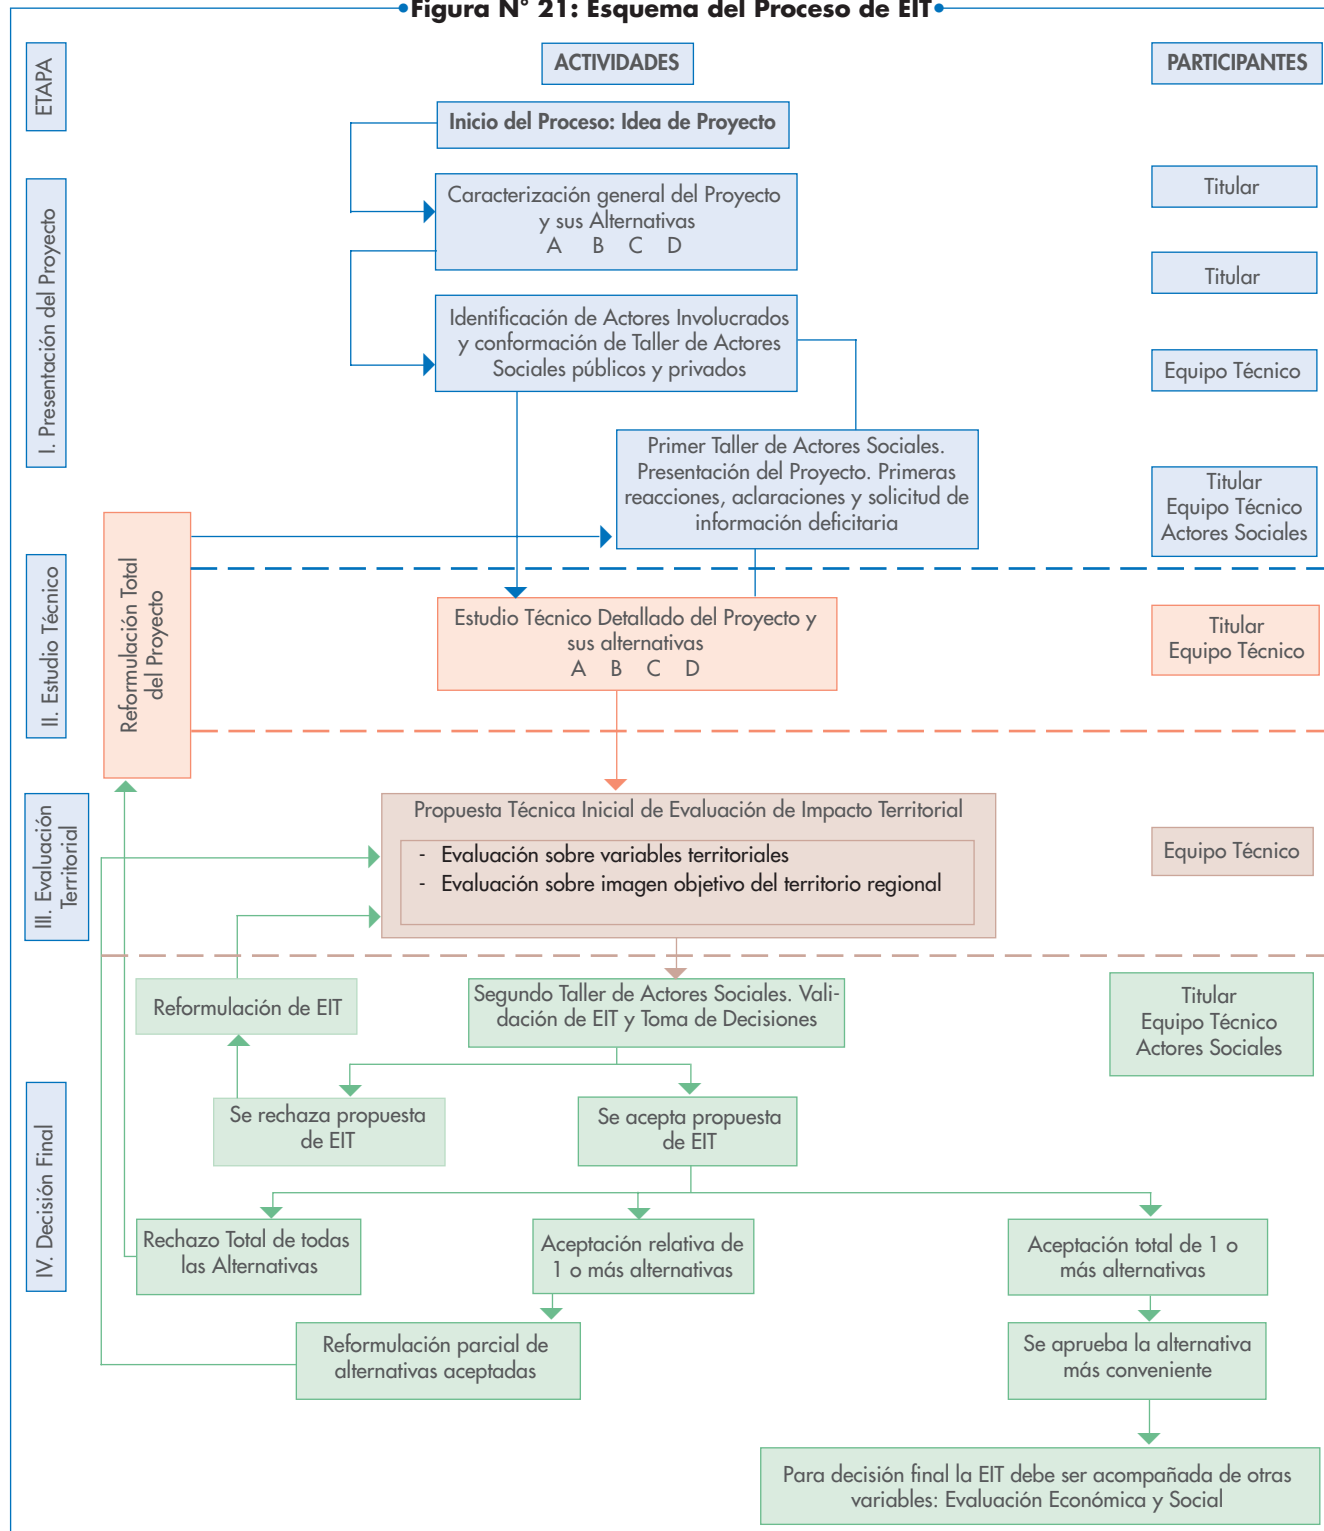 Figura N° 21: Esquema del Proceso de EIT
ETAPA
ACTIVIDADES
PARTICIPANTES
Inicio del Proceso: Idea de Proyecto
I. Presentación del Proyecto
Caracterización general del Proyecto
y sus Alternativas
A B C D
Titular
Titular
Identificación de Actores Involucrados
y conformación de Taller de Actores
Sociales públicos y privados
Equipo Técnico
Primer Taller de Actores Sociales.
Presentación del Proyecto. Primeras
reacciones, aclaraciones y solicitud de
información deficitaria
Titular
Equipo Técnico
Actores Sociales
Reformulación Total
del Proyecto
II. Estudio Técnico
Estudio Técnico Detallado del Proyecto y
sus alternativas
A B C D
Titular
Equipo Técnico
III. Evaluación
Territorial
Propuesta Técnica Inicial de Evaluación de Impacto Territorial
- Evaluación sobre variables territoriales
- Evaluación sobre imagen objetivo del territorio regional
Equipo Técnico
IV. Decisión Final
Reformulación de EIT
Segundo Taller de Actores Sociales. Vali-
dación de EIT y Toma de Decisiones
Titular
Equipo Técnico
Actores Sociales
Se rechaza propuesta
de EIT
Se acepta propuesta
de EIT
Rechazo Total de todas
las Alternativas
Aceptación relativa de
1 o más alternativas
Aceptación total de 1 o
más alternativas
Reformulación parcial de
alternativas aceptadas
Se aprueba la alternativa
más conveniente
Para decisión final la EIT debe ser acompañada de otras
variables: Evaluación Económica y Social